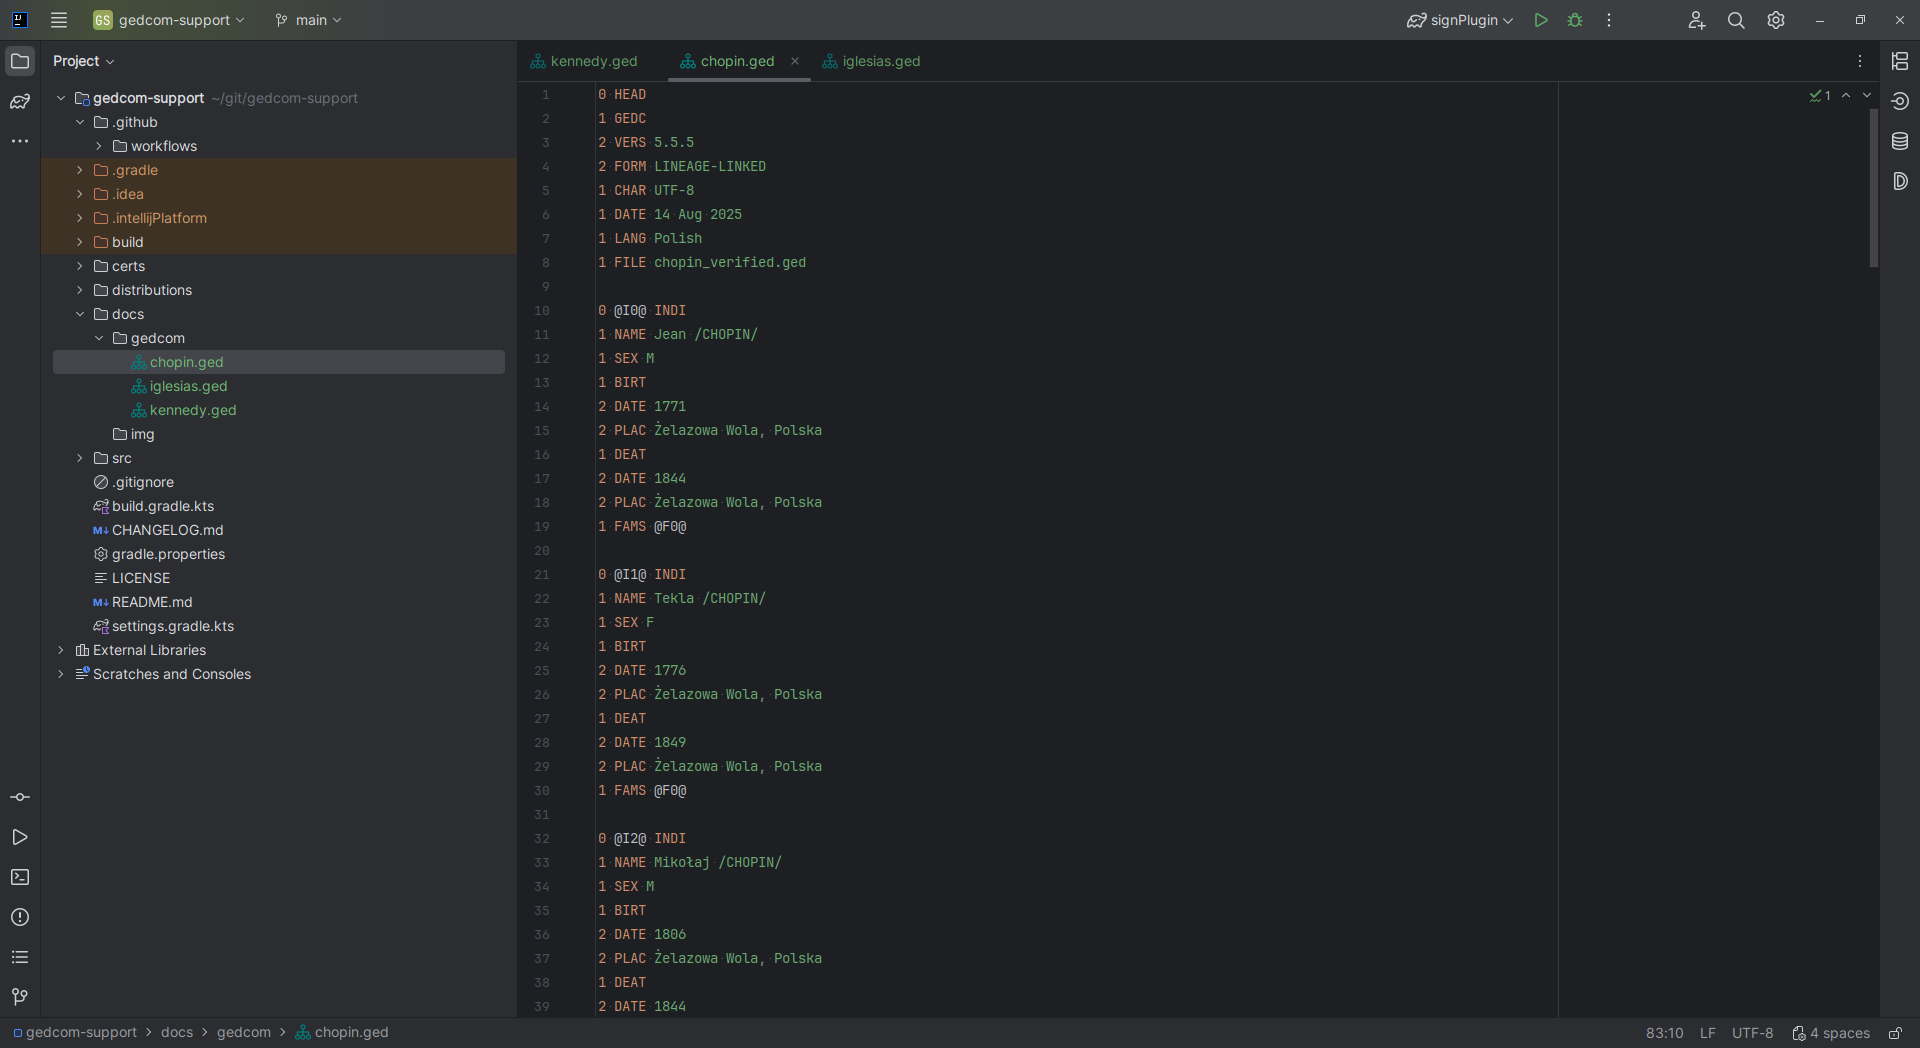 GS gedcom-support main signPlugin
Project
kennedy.ged chopin.ged iglesias.ged
gedcom-support ~/git/gedcom-support
.github
workflows
.gradle
.idea
.intellijPlatform
build
certs
distributions
docs
gedcom
chopin.ged
iglesias.ged
kennedy.ged
img
src
.gitignore
build.gradle.kts
CHANGELOG.md
gradle.properties
LICENSE
README.md
settings.gradle.kts
External Libraries
Scratches and Consoles
1 0 HEAD
2 1 GEDC
3 2 VERS 5.5.5
4 2 FORM LINEAGE-LINKED
5 1 CHAR UTF-8
6 1 DATE 14 Aug 2025
7 1 LANG Polish
8 1 FILE chopin_verified.ged
9
10 0 @I0@ INDI
11 1 NAME Jean /CHOPIN/
12 1 SEX M
13 1 BIRT
14 2 DATE 1771
15 2 PLAC Żelazowa Wola, Polska
16 1 DEAT
17 2 DATE 1844
18 2 PLAC Żelazowa Wola, Polska
19 1 FAMS @F0@
20
21 0 @I1@ INDI
22 1 NAME Tekla /CHOPIN/
23 1 SEX F
24 1 BIRT
25 2 DATE 1776
26 2 PLAC Żelazowa Wola, Polska
27 1 DEAT
28 2 DATE 1849
29 2 PLAC Żelazowa Wola, Polska
30 1 FAMS @F0@
31
32 0 @I2@ INDI
33 1 NAME Mikołaj /CHOPIN/
34 1 SEX M
35 1 BIRT
36 2 DATE 1806
37 2 PLAC Żelazowa Wola, Polska
38 1 DEAT
39 2 DATE 1844
1
gedcom-support > docs > gedcom > chopin.ged
83:10 LF UTF-8 4 spaces